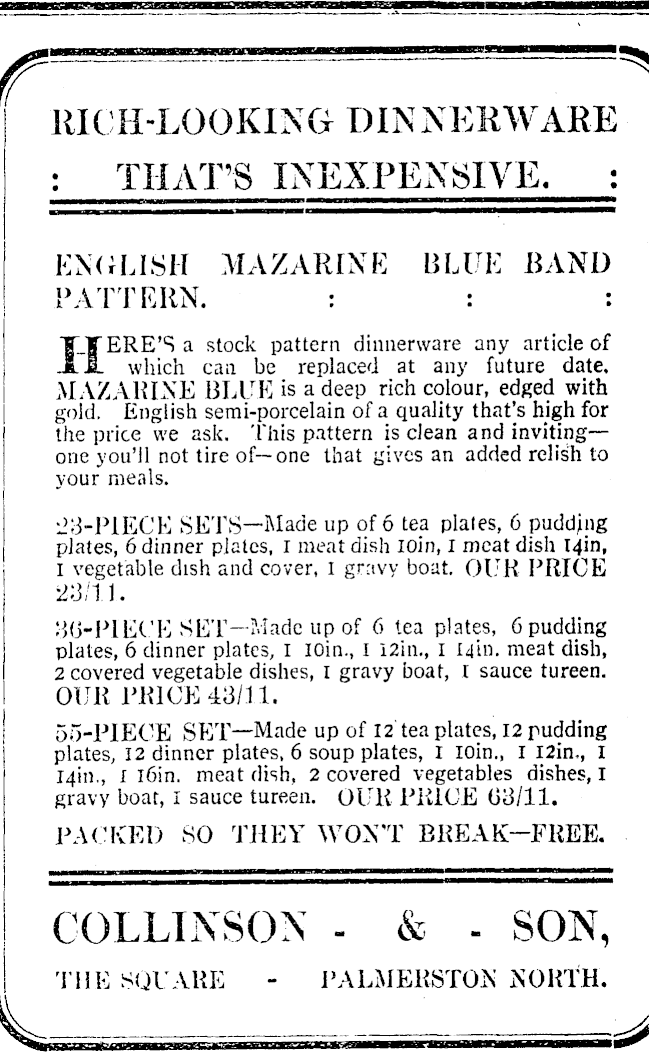 RICH-LOOKING DINNERWARE
: THAT'S INEXPENSIVE. :
ENGLISH MAZARINE BLUE BAND
PATTERN. : : :
HERE'S a stock pattern dinnerware any article of
which can be replaced at any future date.
MAZARINE BLUE is a deep rich colour, edged with
gold. English semi-porcelain of a quality that's high for
the price we ask. This pattern is clean and inviting—
one you'll not tire of—one that gives an added relish to
your meals.
23-PIECE SETS—Made up of 6 tea plates, 6 pudding
plates, 6 dinner plates, 1 meat dish 10in, 1 meat dish 14in,
1 vegetable dish and cover, 1 gravy boat. OUR PRICE
23/11.
36-PIECE SET—Made up of 6 tea plates, 6 pudding
plates, 6 dinner plates, 1 10in., 1 12in., 1 14in. meat dish,
2 covered vegetable dishes, 1 gravy boat, 1 sauce tureen.
OUR PRICE 43/11.
55-PIECE SET—Made up of 12 tea plates, 12 pudding
plates, 12 dinner plates, 6 soup plates, 1 10in., 1 12in., 1
14in., 1 16in. meat dish, 2 covered vegetables dishes, 1
gravy boat, 1 sauce tureen. OUR PRICE 63/11.
PACKED SO THEY WON'T BREAK—FREE.
COLLINSON - & - SON,
THE SQUARE - PALMERSTON NORTH.